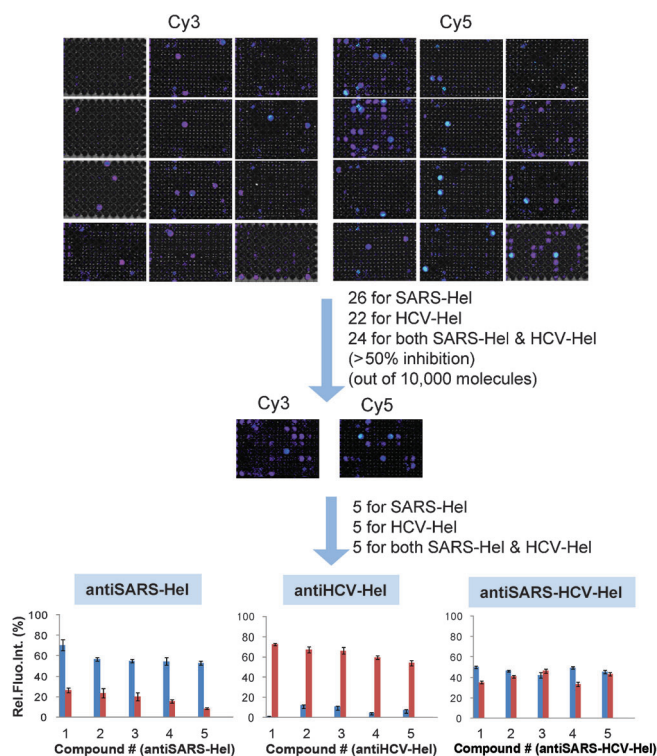 Cy3 Cy5
26 for SARS-Hel
22 for HCV-Hel
24 for both SARS-Hel & HCV-Hel
(>50% inhibition)
(out of 10,000 molecules)
Cy3 Cy5
5 for SARS-Hel
5 for HCV-Hel
5 for both SARS-Hel & HCV-Hel
antiSARS-Hel antiHCV-Hel antiSARS-HCV-Hel
Rel.Fluo.Int. (%)
100 100 100
80 80 80
60 60 60
40 40 40
20 20 20
0 0 0
1 2 3 4 5 1 2 3 4 5 1 2 3 4 5
Compound # (antiSARS-Hel) Compound # (antiHCV-Hel) Compound # (antiSARS-HCV-Hel)